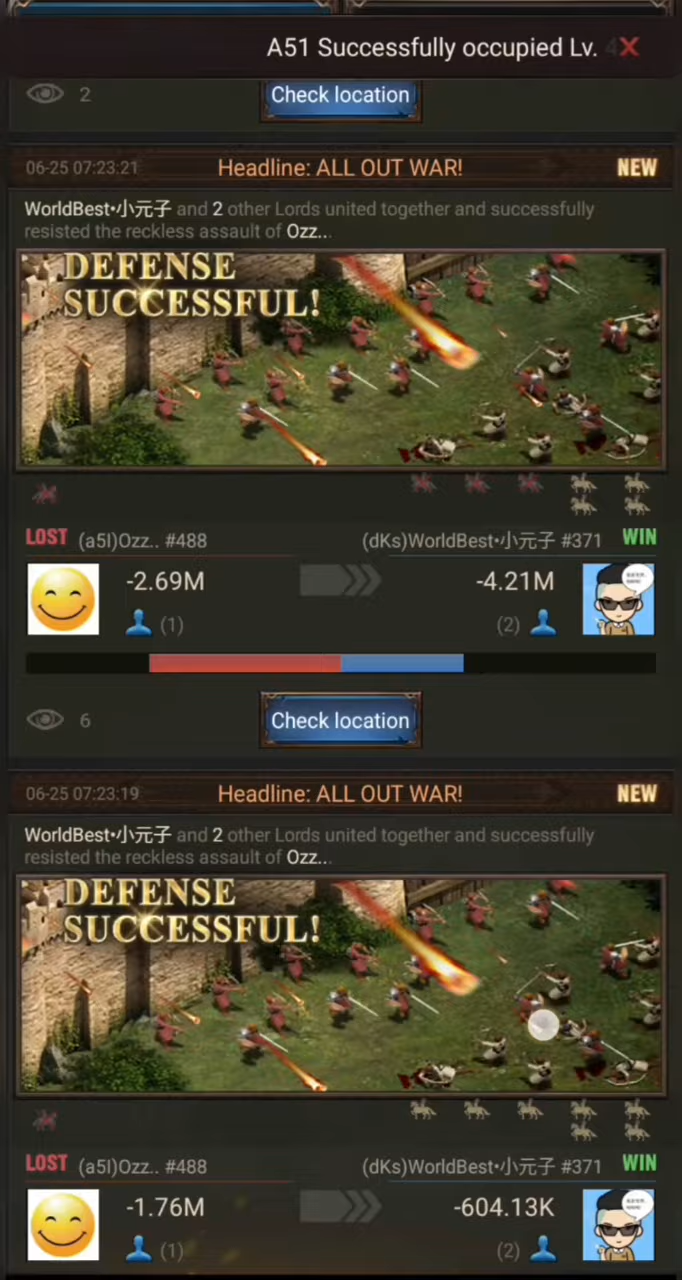 A51 Successfully occupied Lv.
2
Check location
06-25 07:23:21
Headline: ALL OUT WAR!
NEW
WorldBest•小元子 and 2 other Lords united together and successfully
resisted the reckless assault of Ozz...
DEFENSE
SUCCESSFUL!
LOST (a5I)Ozz.. #488
(dKs)WorldBest•小元子 #371 WIN
-2.69M
-4.21M
(1)
(2)
6
Check location
06-25 07:23:19
Headline: ALL OUT WAR!
NEW
WorldBest•小元子 and 2 other Lords united together and successfully
resisted the reckless assault of Ozz...
DEFENSE
SUCCESSFUL!
LOST (a5I)Ozz.. #488
(dKs)WorldBest•小元子 #371 WIN
-1.76M
-604.13K
(1)
(2)